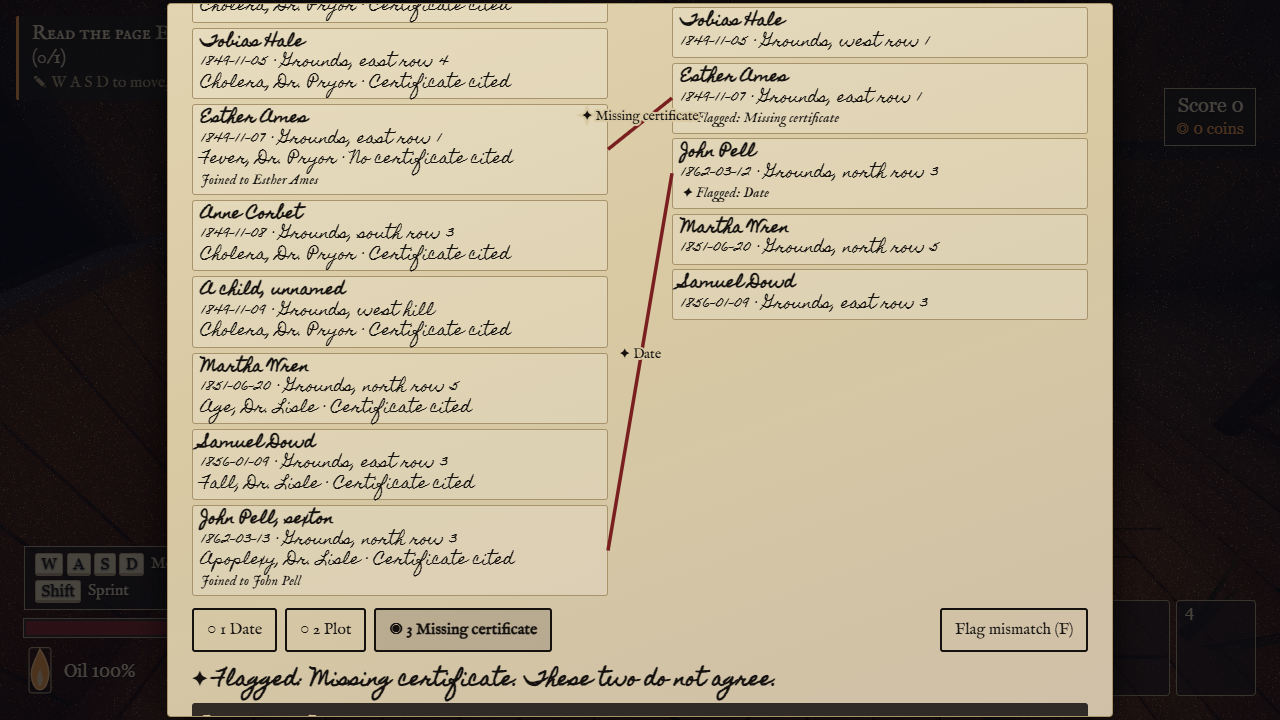 READ THE PAGE E
(0/1)
✎ W A S D to move
Cholera, Dr. Pryor · Certificate cited
Tobias Hale
1849-11-05 · Grounds, east row 4
Cholera, Dr. Pryor · Certificate cited
Esther Ames
1849-11-07 · Grounds, east row 1
Fever, Dr. Pryor · No certificate cited
Joined to Esther Ames
Anne Corbet
1849-11-08 · Grounds, south row 3
Cholera, Dr. Pryor · Certificate cited
A child, unnamed
1849-11-09 · Grounds, west hill
Cholera, Dr. Pryor · Certificate cited
Martha Wren
1851-06-20 · Grounds, north row 5
Age, Dr. Lisle · Certificate cited
Samuel Dowd
1856-01-09 · Grounds, east row 3
Fall, Dr. Lisle · Certificate cited
John Pell, sexton
1862-03-13 · Grounds, north row 3
Apoplexy, Dr. Lisle · Certificate cited
Joined to John Pell
✦ Missing certificate
✦ Date
Tobias Hale
1849-11-05 · Grounds, west row 1
Esther Ames
1849-11-07 · Grounds, east row 1
Flagged: Missing certificate
John Pell
1862-03-12 · Grounds, north row 3
✦ Flagged: Date
Martha Wren
1851-06-20 · Grounds, north row 5
Samuel Dowd
1856-01-09 · Grounds, east row 3
Score 0
0 coins
W A S D M
Shift Sprint
Oil 100%
4
○ 1 Date
○ 2 Plot
◉ 3 Missing certificate
Flag mismatch (F)
✦ Flagged: Missing certificate. These two do not agree.